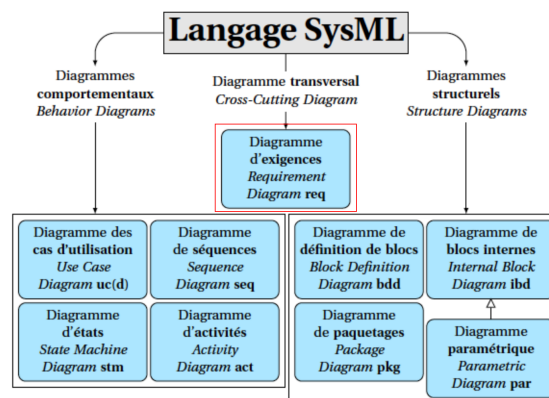 Langage SysML
Diagrammes
comportementaux
Behavior Diagrams
Diagramme transversal
Cross-Cutting Diagram
Diagrammes
structurels
Structure Diagrams
Diagramme
d'exigences
Requirement
Diagram req
Diagramme des
cas d'utilisation
Use Case
Diagram uc(d)
Diagramme
de séquences
Sequence
Diagram seq
Diagramme
d'états
State Machine
Diagram stm
Diagramme
d'activités
Activity
Diagram act
Diagramme de
définition de blocs
Block Definition
Diagram bdd
Diagramme de
blocs internes
Internal Block
Diagram ibd
Diagramme
de paquetages
Package
Diagram pkg
Diagramme
paramétrique
Parametric
Diagram par